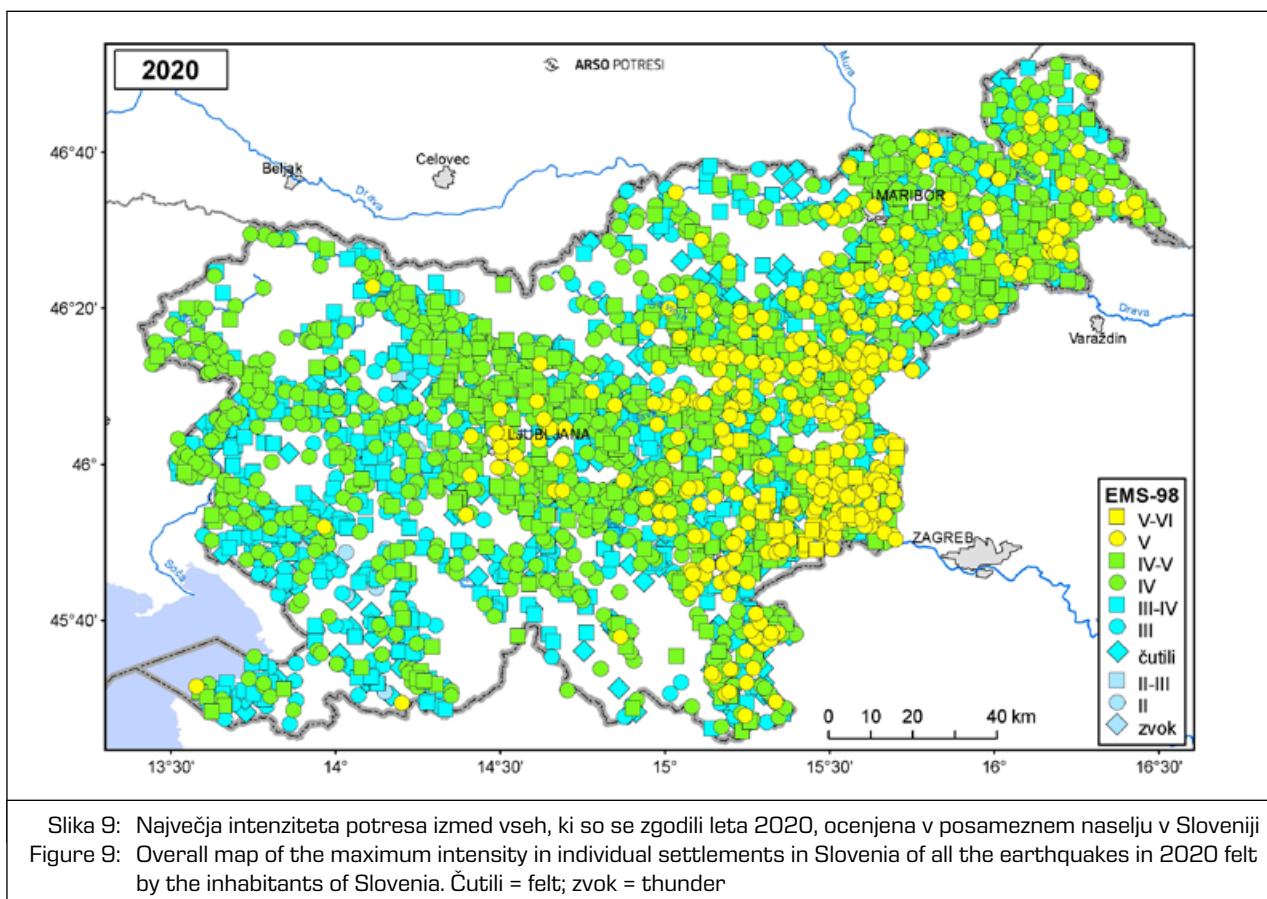 2020
ARSO POTRESI
Mura
46°40'
Beljak
Celovec
Drava
MARIBOR
46°20'
Drava
Varaždin
LJUBLJANA
46°
EMS-98
V-VI
V
IV-V
IV
III-IV
III
čutili
II-III
II
zvok
ZAGREB
Soča
45°40'
0 10 20 40 km
13°30' 14° 14°30' 15° 15°30' 16° 16°30'
Slika 9: Največja intenziteta potresa izmed vseh, ki so se zgodili leta 2020, ocenjena v posameznem naselju v Sloveniji
Figure 9: Overall map of the maximum intensity in individual settlements in Slovenia of all the earthquakes in 2020 felt
by the inhabitants of Slovenia. Čutili = felt; zvok = thunder